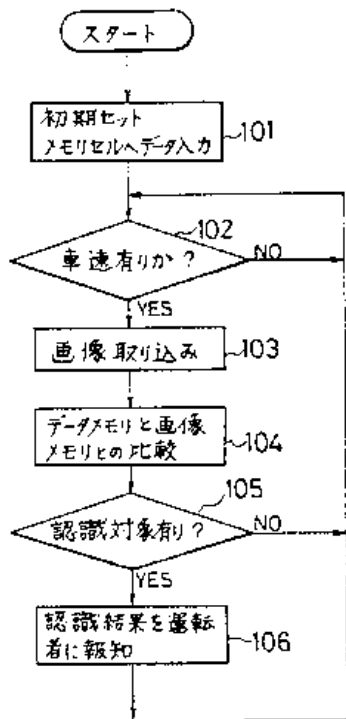 スタート
初期セット
メモリセルへデータ入力
101
102
車速有りか?
NO
YES
画像取り込み
103
データメモリと画像
メモリとの比較
104
105
認識対象有り?
NO
YES
認識結果を運転
者に報知
106